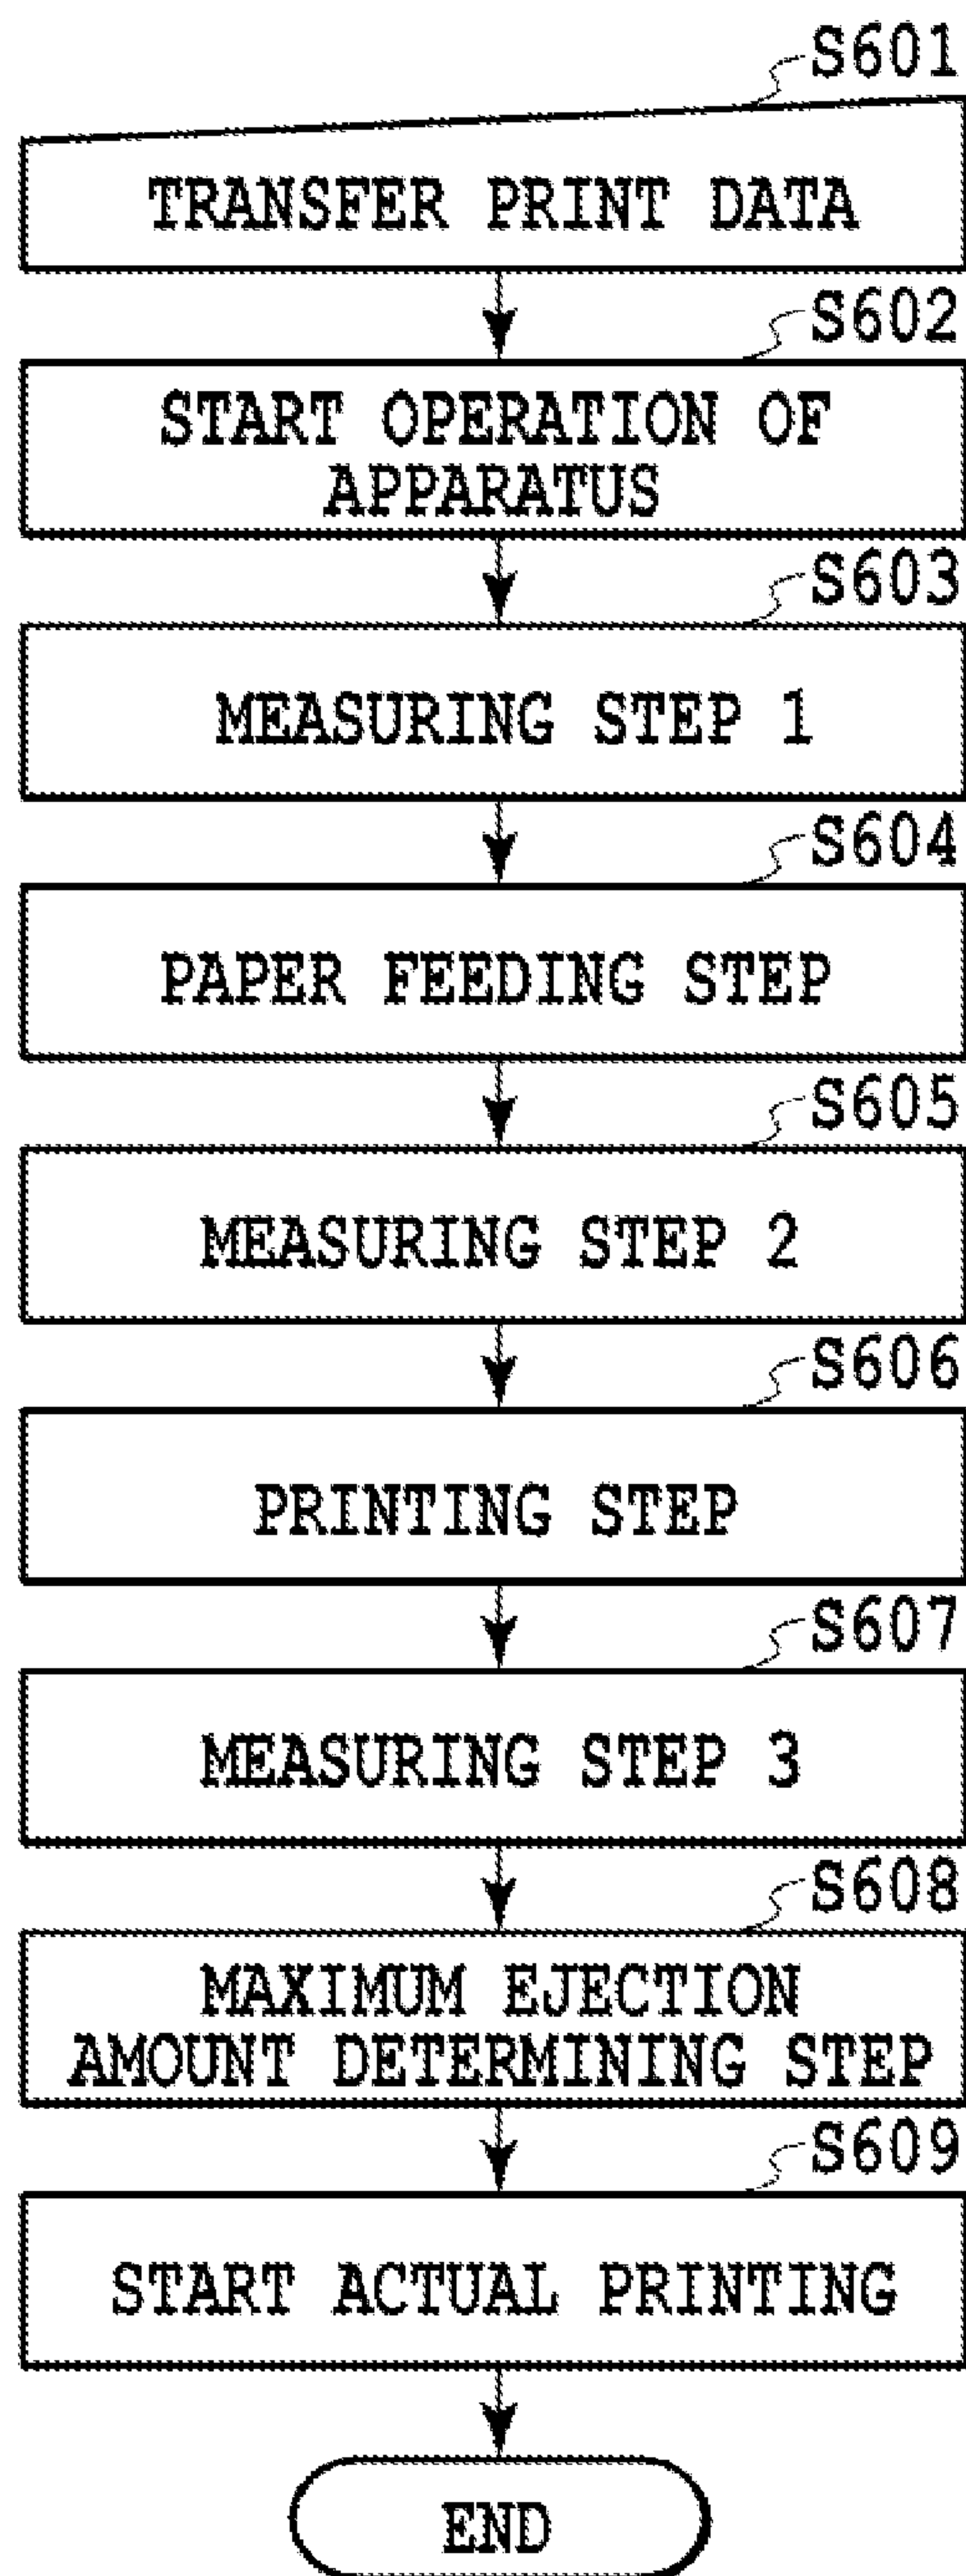 S601
TRANSFER PRINT DATA
S602
START OPERATION OF
APPARATUS
S603
MEASURING STEP 1
S604
PAPER FEEDING STEP
S605
MEASURING STEP 2
S606
PRINTING STEP
S607
MEASURING STEP 3
S608
MAXIMUM EJECTION
AMOUNT DETERMINING STEP
S609
START ACTUAL PRINTING
END